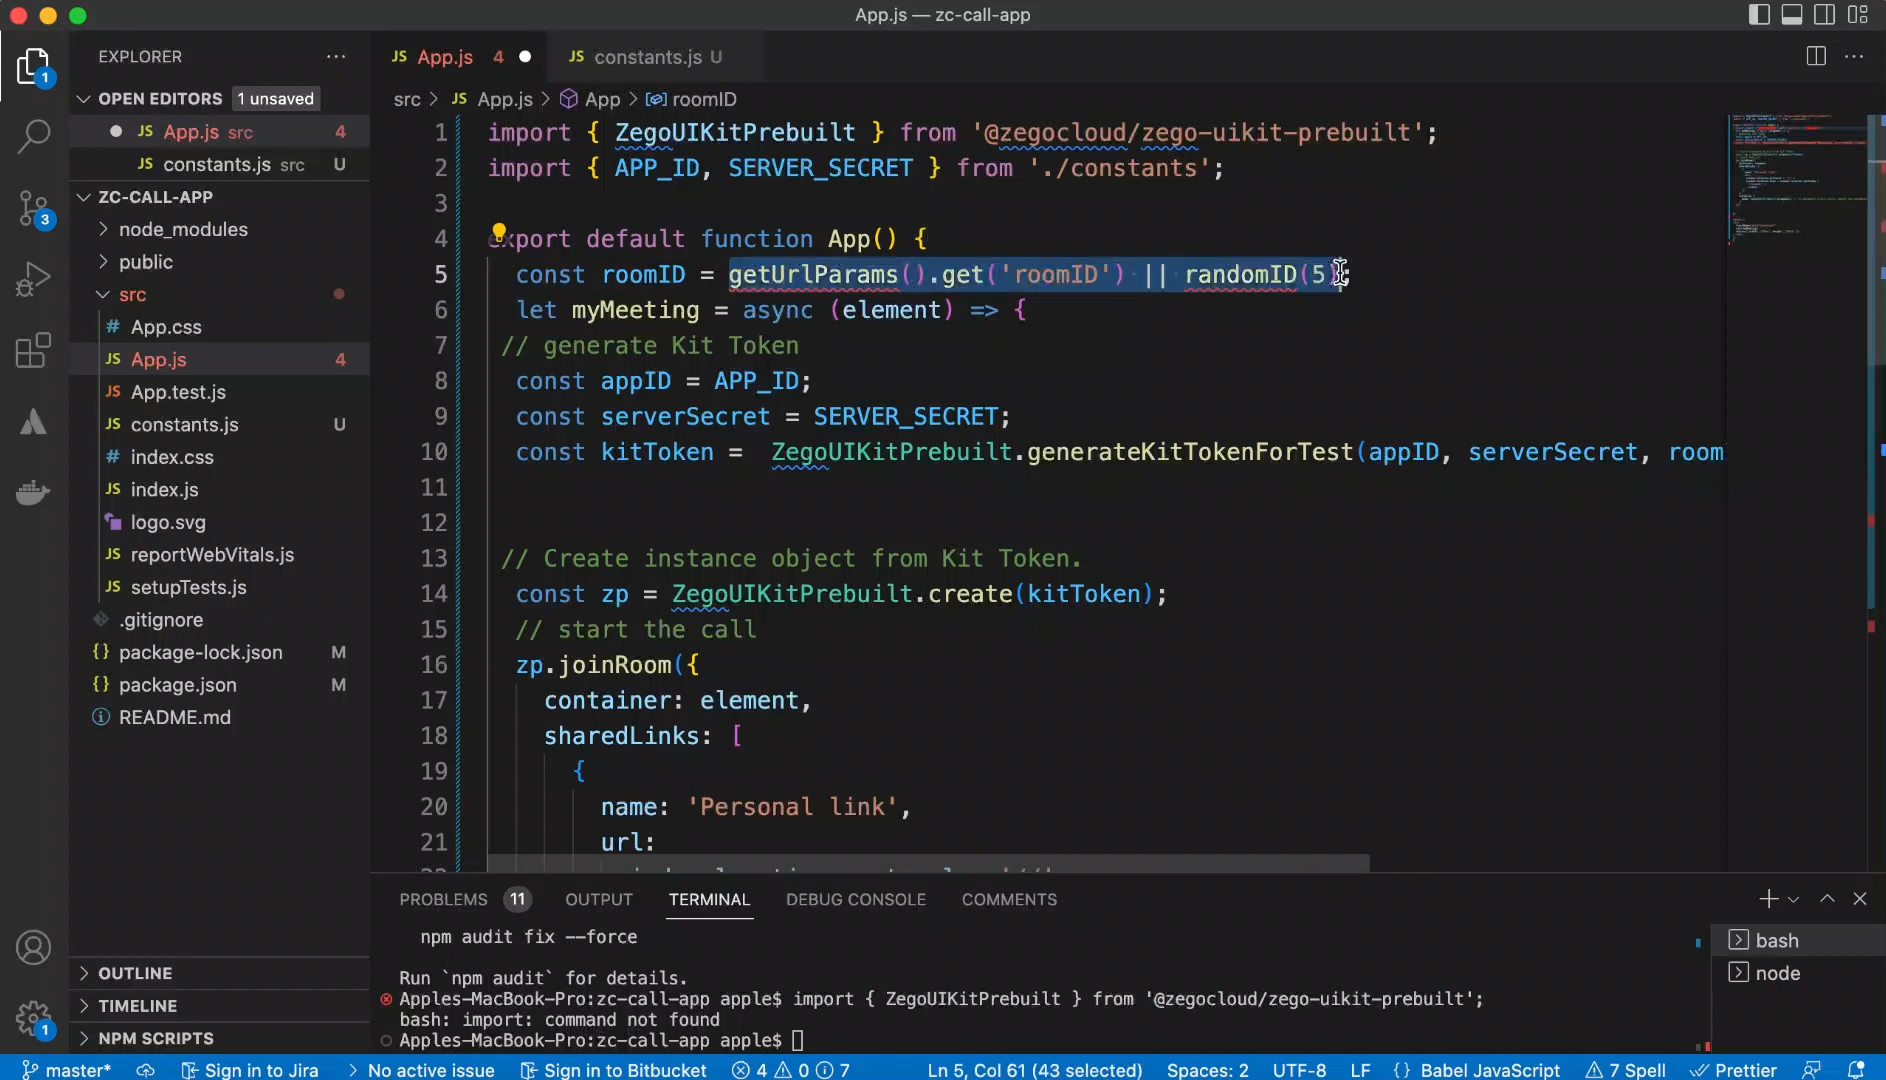 App.js — zc-call-app
EXPLORER
OPEN EDITORS 1 unsaved
JS App.js src 4
JS constants.js src U
ZC-CALL-APP
node_modules
public
src
# App.css
JS App.js 4
JS App.test.js
JS constants.js U
# index.css
JS index.js
logo.svg
JS reportWebVitals.js
JS setupTests.js
.gitignore
{} package-lock.json M
{} package.json M
README.md
OUTLINE
TIMELINE
NPM SCRIPTS
1
3
1
JS App.js 4
JS constants.js U
src > JS App.js > App > roomID
1 import { ZegoUIKitPrebuilt } from '@zegocloud/zego-uikit-prebuilt';
2 import { APP_ID, SERVER_SECRET } from './constants';
3
4 export default function App() {
5 const roomID = getUrlParams().get('roomID') || randomID(5);
6 let myMeeting = async (element) => {
7 // generate Kit Token
8 const appID = APP_ID;
9 const serverSecret = SERVER_SECRET;
10 const kitToken =  ZegoUIKitPrebuilt.generateKitTokenForTest(appID, serverSecret, room
11
12
13 // Create instance object from Kit Token.
14 const zp = ZegoUIKitPrebuilt.create(kitToken);
15 // start the call
16 zp.joinRoom({
17 container: element,
18 sharedLinks: [
19 {
20 name: 'Personal link',
21 url:
PROBLEMS 11 OUTPUT TERMINAL DEBUG CONSOLE COMMENTS
npm audit fix --force
Run `npm audit` for details.
Apples-MacBook-Pro:zc-call-app apple$ import { ZegoUIKitPrebuilt } from '@zegocloud/zego-uikit-prebuilt';
bash: import: command not found
Apples-MacBook-Pro:zc-call-app apple$
bash
node
master* Sign in to Jira No active issue Sign in to Bitbucket 4 0 7 Ln 5, Col 61 (43 selected) Spaces: 2 UTF-8 LF {} Babel JavaScript 7 Spell Prettier